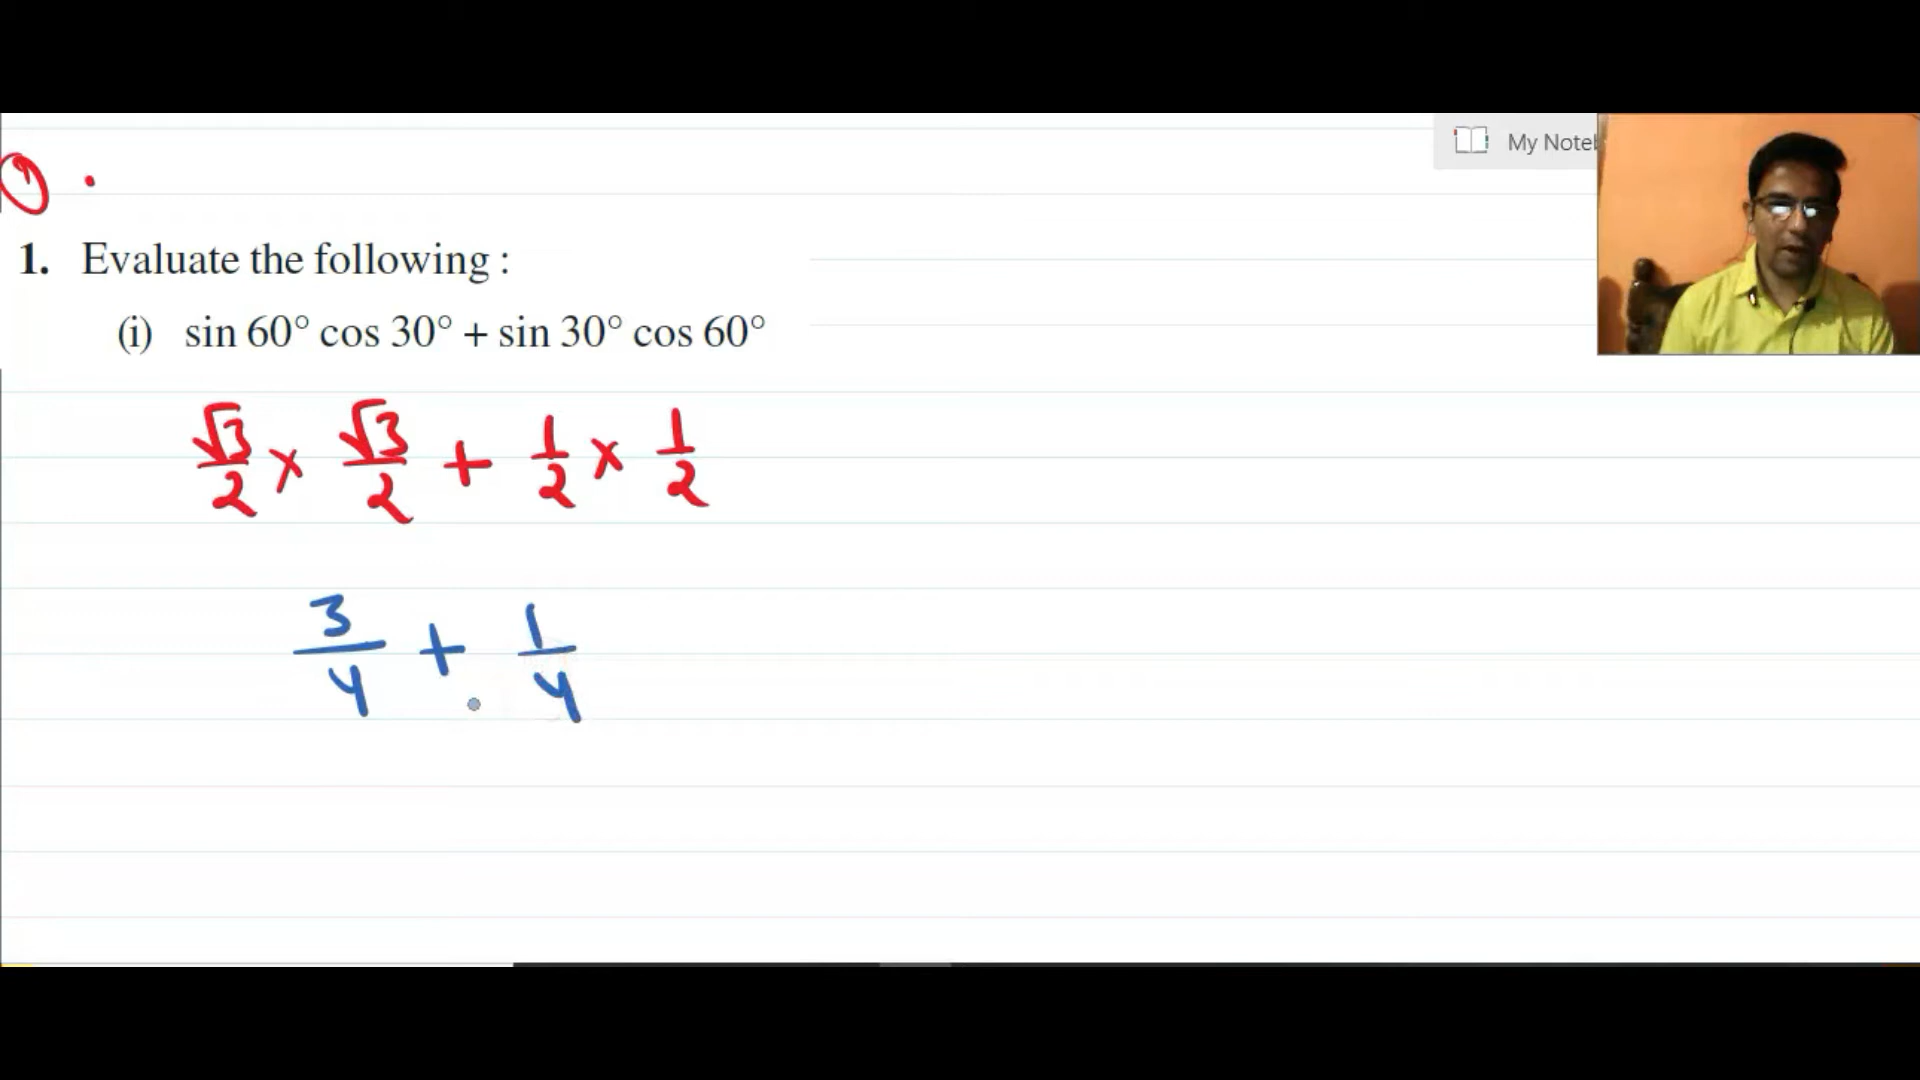 My Note
1. Evaluate the following :
(i) sin 60° cos 30° + sin 30° cos 60°
√3/2 × √3/2 + 1/2 × 1/2
3/4 + 1/4